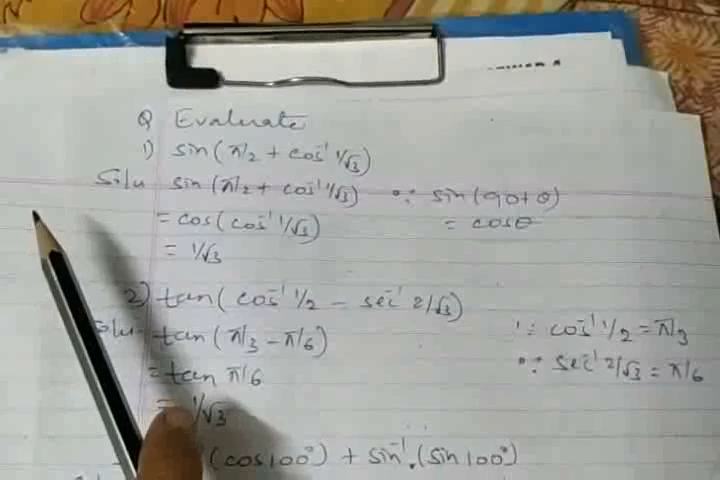 Q Evaluate
1) sin(π/2 + cos⁻¹ 1/√3)
Solu sin(π/2 + cos⁻¹ 1/√3) ∵ sin(90+θ)
= cos(cos⁻¹ 1/√3) = cosθ
= 1/√3
2) tan(cos⁻¹ 1/2 - sec⁻¹ 2/√3)
Solu- tan(π/3 - π/6) ∵ cos⁻¹ 1/2 = π/3
= tan π/6 ∵ sec⁻¹ 2/√3 = π/6
= 1/√3
(cos100°) + sin⁻¹.(sin100°)